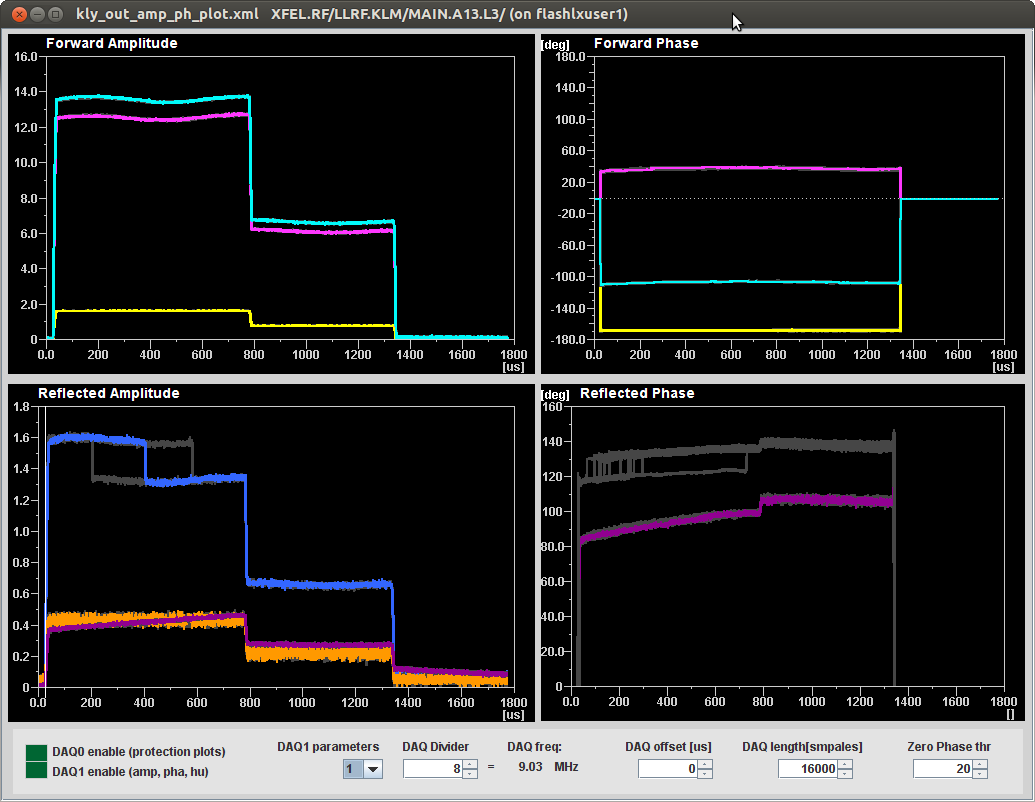 kly_out_amp_ph_plot.xml XFEL.RF/LLRF.KLM/MAIN.A13.L3/ (on flashlxuser1)
Forward Amplitude
16.0
14.0
12.0
10.0
8.0
6.0
4.0
2.0
0
0.0 200 400 600 800 1000 1200 1400 1600 1800
[us]
[deg] Forward Phase
180.0
140.0
100.0
60.0
20.0
-20.0
-60.0
-100.0
-140.0
-180.0
0.0 200 400 600 800 1000 1200 1400 1600 1800
[us]
Reflected Amplitude
1.8
1.6
1.4
1.2
1.0
0.8
0.6
0.4
0.2
0
0.0 200 400 600 800 1000 1200 1400 1600 1800
[us]
[deg] Reflected Phase
160
140
120
100
80.0
60.0
40.0
20.0
0
0.0 200 400 600 800 1000 1200 1400 1600 1800
[]
DAQ0 enable (protection plots)
DAQ1 enable (amp, pha, hu)
DAQ1 parameters
1
DAQ Divider
8 =
DAQ freq:
9.03 MHz
DAQ offset [us]
0
DAQ length[smpales]
16000
Zero Phase thr
20